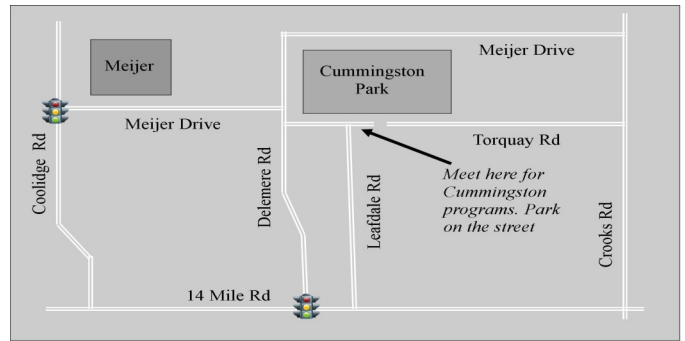 Meijer Drive
Meijer
Cummingston
Park
Meijer Drive
Torquay Rd
Coolidge Rd
Delemere Rd
Leafdale Rd
Meet here for
Cummingston
programs. Park
on the street
Crooks Rd
14 Mile Rd